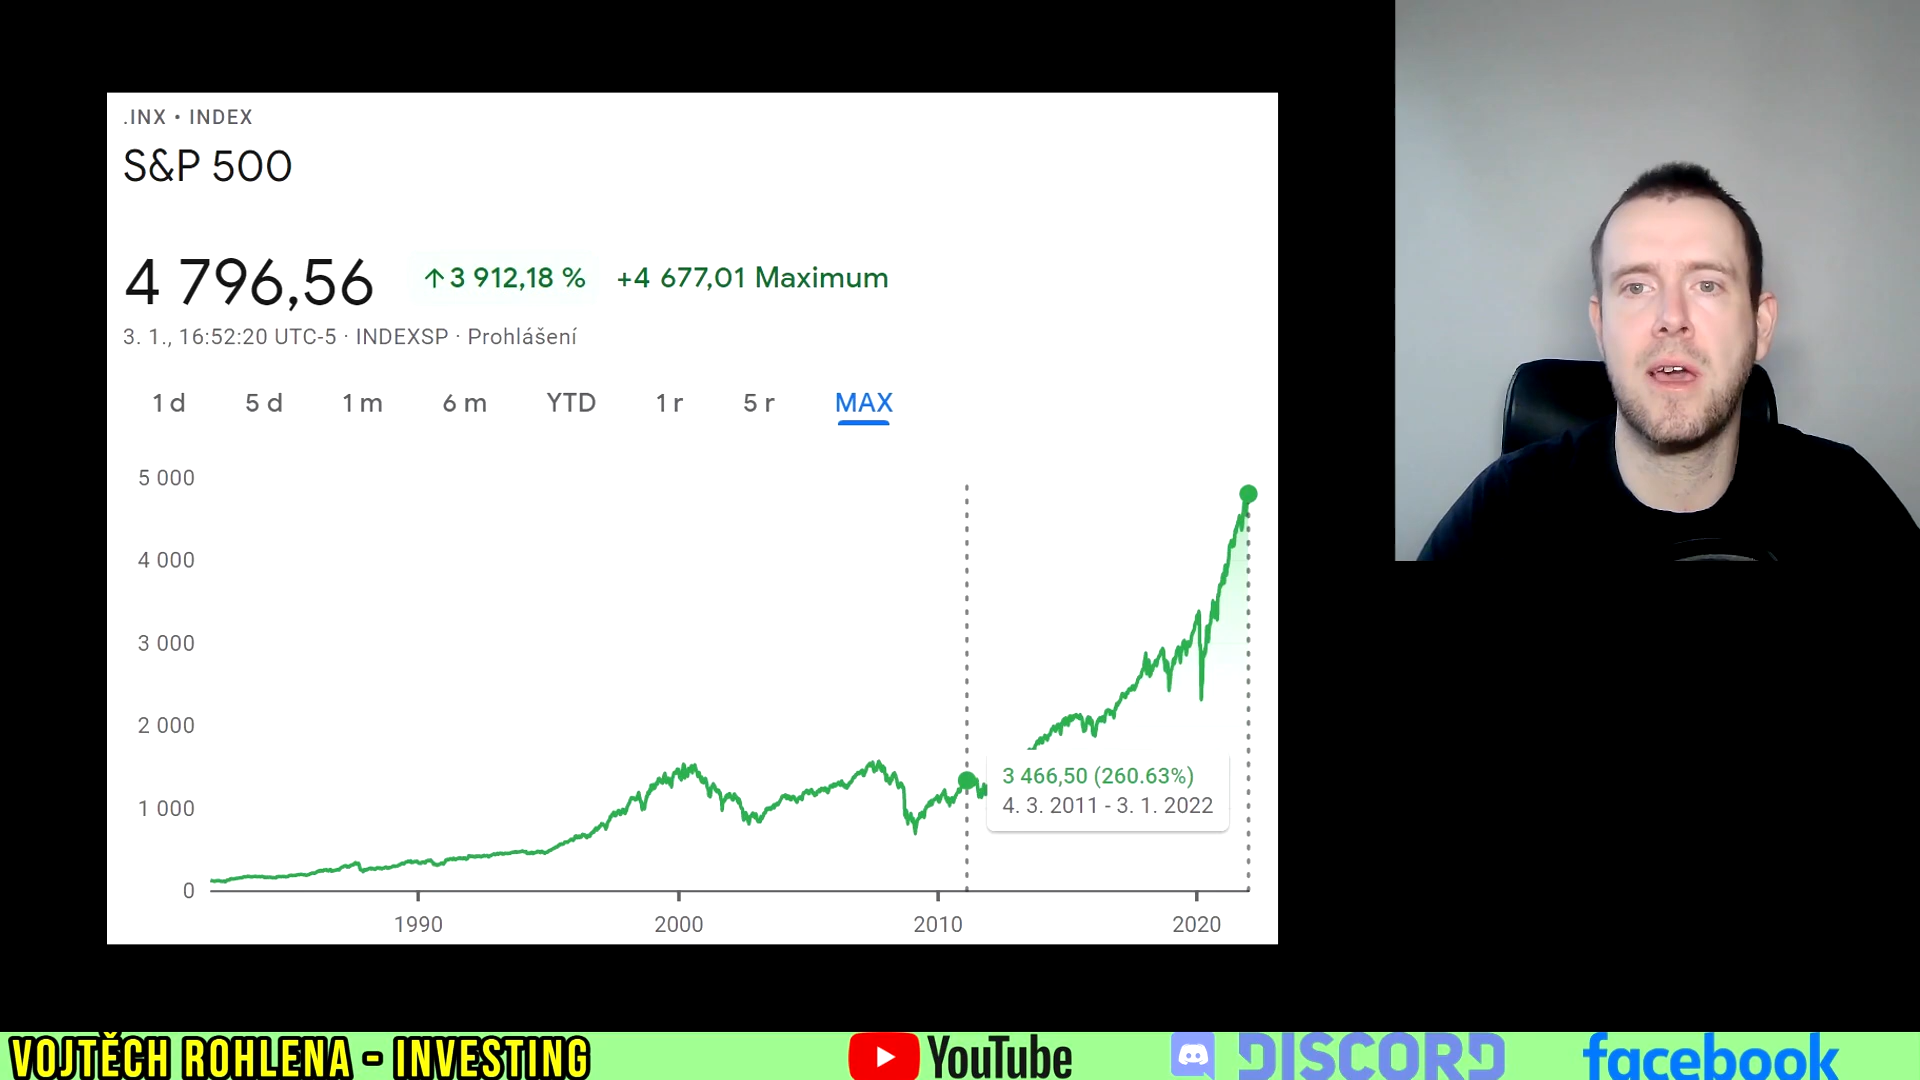 .INX • INDEX
S&P 500
4 796,56 ↑3 912,18 % +4 677,01 Maximum
3. 1., 16:52:20 UTC-5 · INDEXSP · Prohlášení
1 d 5 d 1 m 6 m YTD 1 r 5 r MAX
5 000
4 000
3 000
2 000
1 000
0
3 466,50 (260.63%)
4. 3. 2011 - 3. 1. 2022
1990 2000 2010 2020
VOJTĚCH ROHLENA - INVESTING YouTube DISCORD facebook